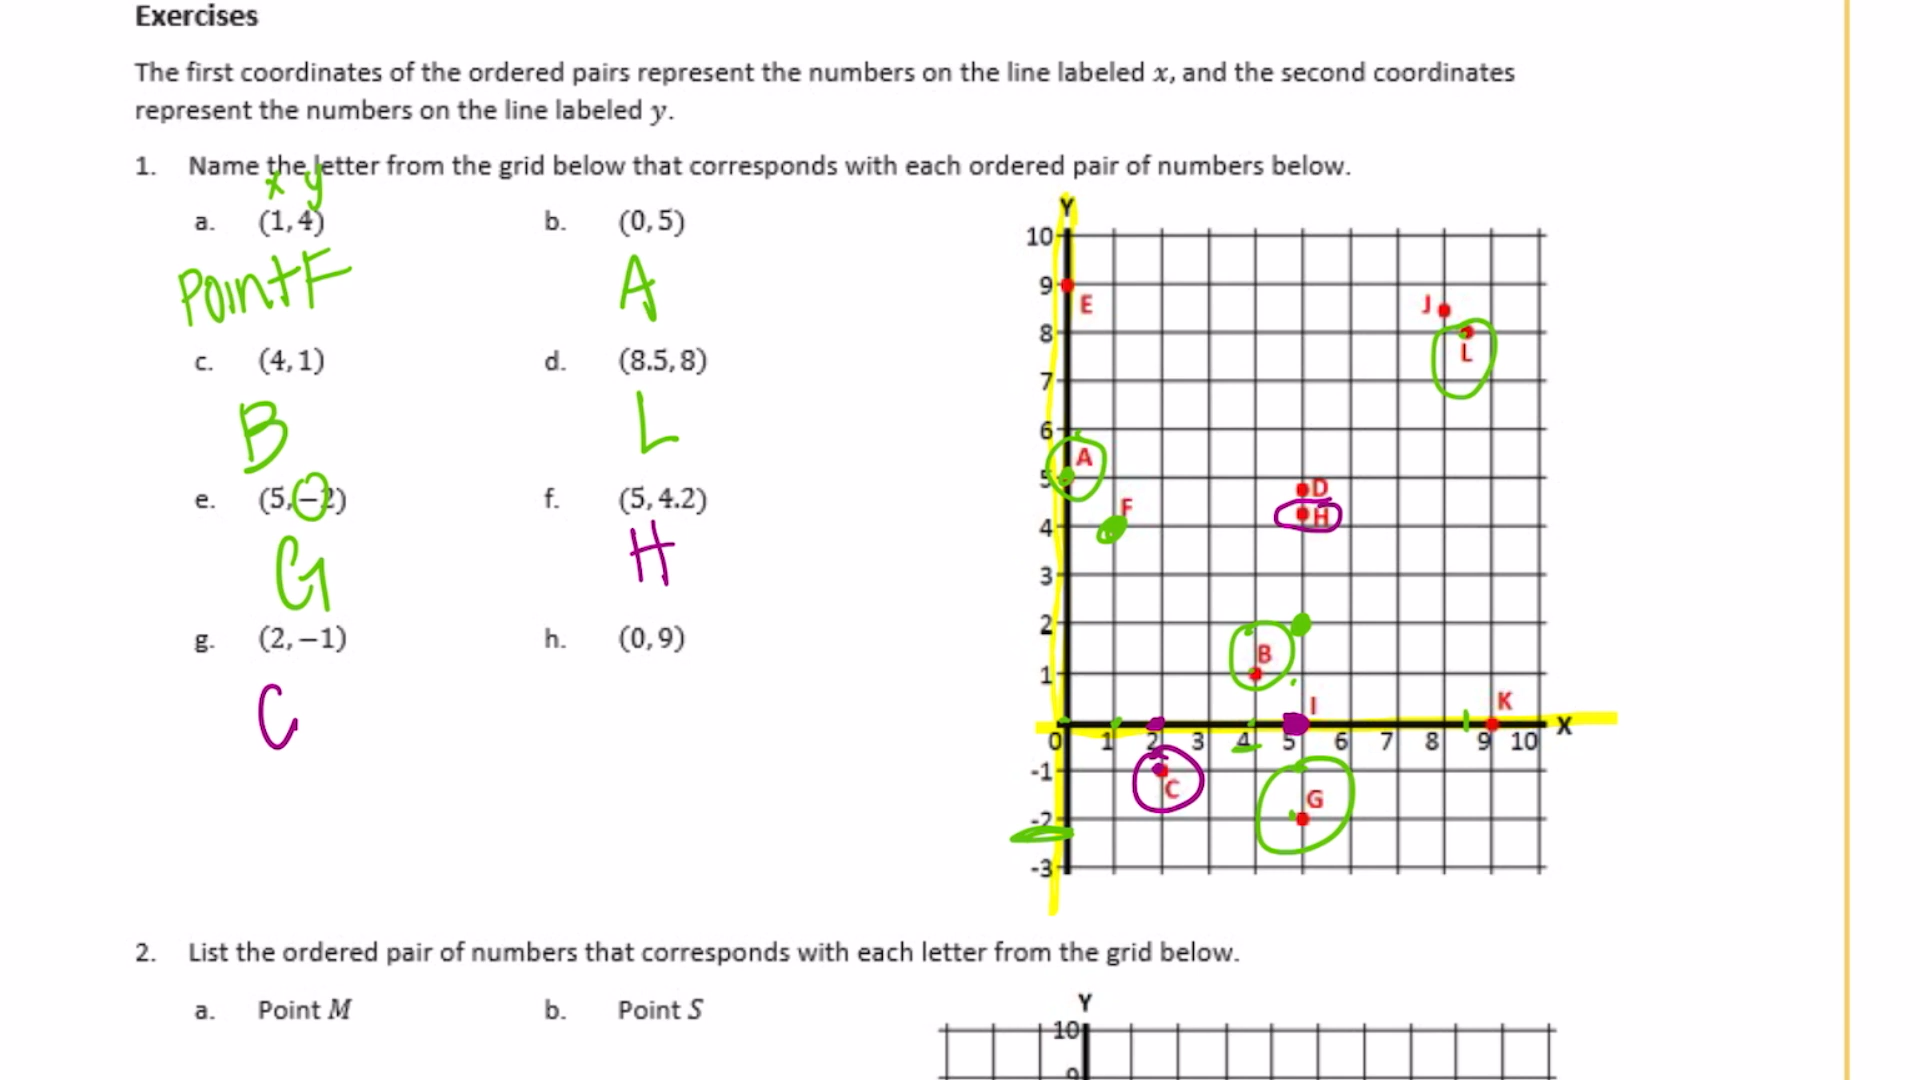 Exercises
The first coordinates of the ordered pairs represent the numbers on the line labeled x, and the second coordinates
represent the numbers on the line labeled y.
1. Name the letter from the grid below that corresponds with each ordered pair of numbers below.
x y
a. (1,4) b. (0,5)
Point F A
c. (4,1) d. (8.5,8)
B L
e. (5,−2) f. (5,4.2)
G H
g. (2,−1) h. (0,9)
C
Y
10
9
E
J
8
L
7
6
A
5
D
F
H
4
3
2
B
1
I
K
X
0 1 2 3 4 5 6 7 8 9 10
-1
C
G
-2
-3
2. List the ordered pair of numbers that corresponds with each letter from the grid below.
a. Point M b. Point S
Y
10
9